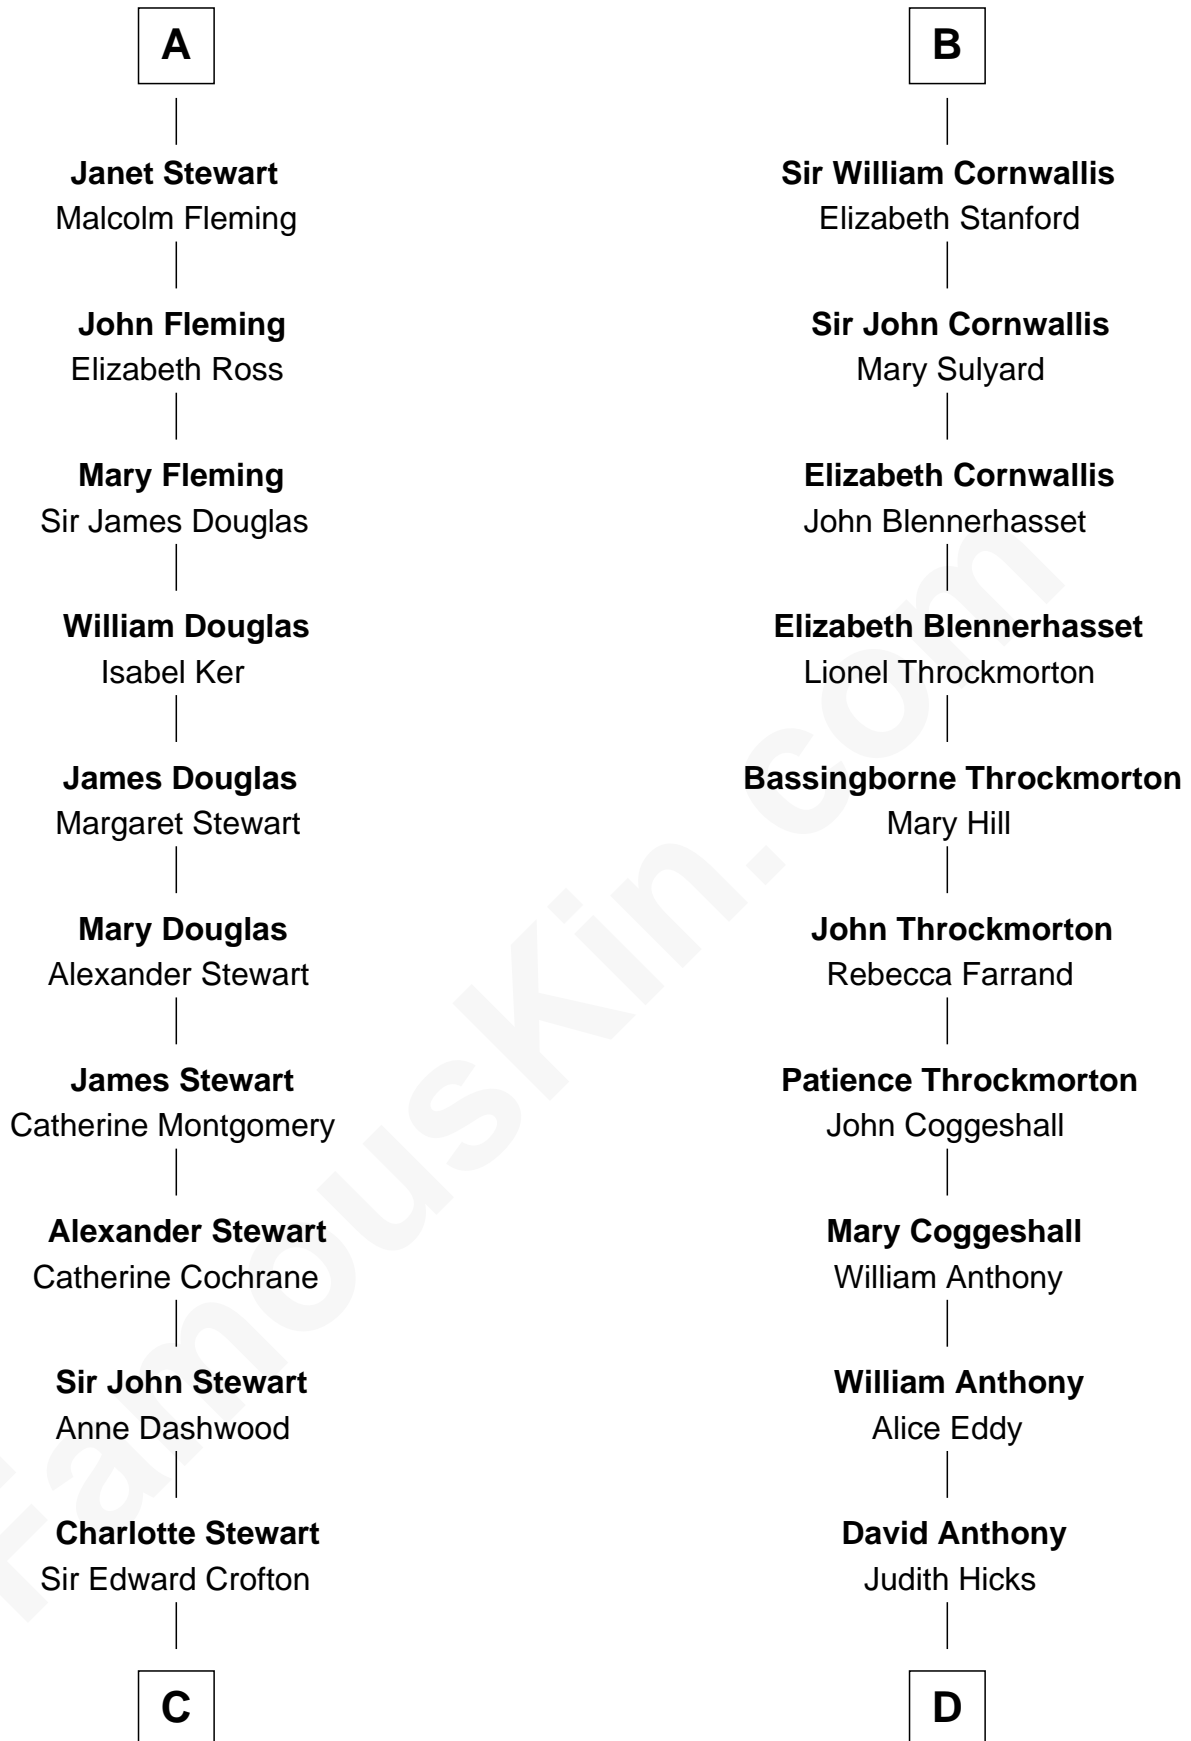 A
Janet Stewart
Malcolm Fleming
John Fleming
Elizabeth Ross
Mary Fleming
Sir James Douglas
William Douglas
Isabel Ker
James Douglas
Margaret Stewart
Mary Douglas
Alexander Stewart
James Stewart
Catherine Montgomery
Alexander Stewart
Catherine Cochrane
Sir John Stewart
Anne Dashwood
Charlotte Stewart
Sir Edward Crofton
C
B
Sir William Cornwallis
Elizabeth Stanford
Sir John Cornwallis
Mary Sulyard
Elizabeth Cornwallis
John Blennerhasset
Elizabeth Blennerhasset
Lionel Throckmorton
Bassingborne Throckmorton
Mary Hill
John Throckmorton
Rebecca Farrand
Patience Throckmorton
John Coggeshall
Mary Coggeshall
William Anthony
William Anthony
Alice Eddy
David Anthony
Judith Hicks
D
FamousKin.com